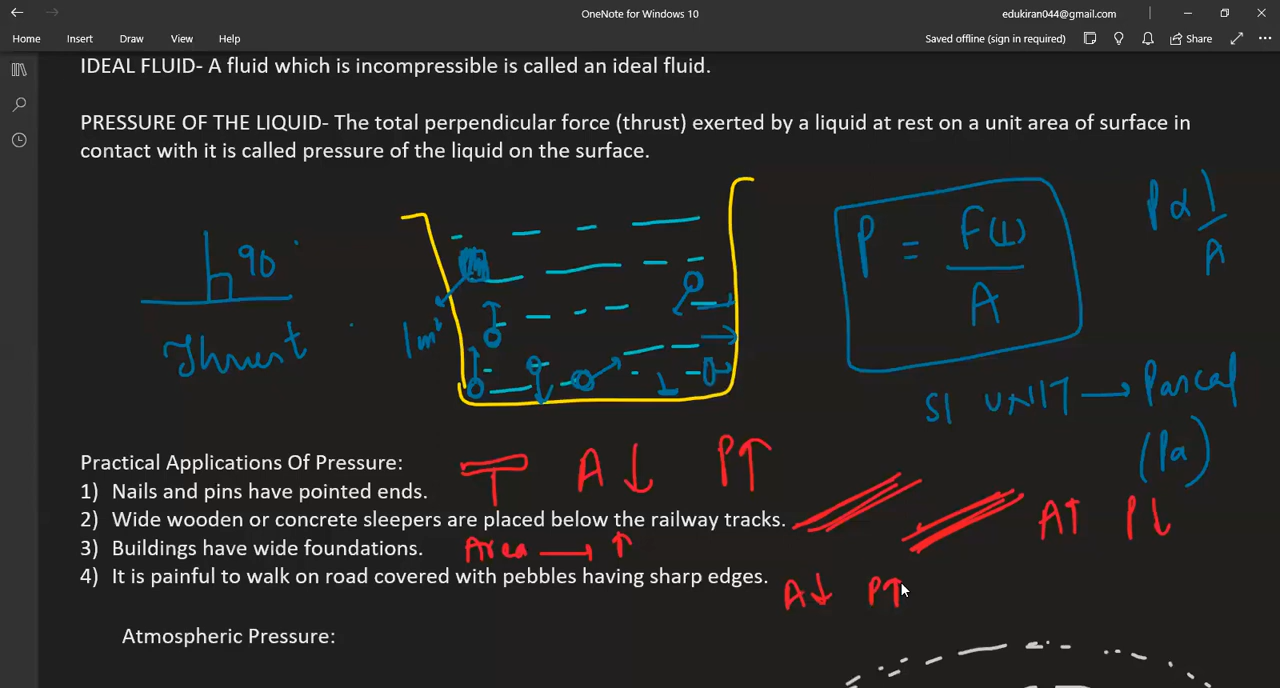 OneNote for Windows 10
edukiran044@gmail.com
Home Insert Draw View Help
Saved offline (sign in required)
Share
IDEAL FLUID- A fluid which is incompressible is called an ideal fluid.
PRESSURE OF THE LIQUID- The total perpendicular force (thrust) exerted by a liquid at rest on a unit area of surface in
contact with it is called pressure of the liquid on the surface.
90
Thrust
1m²
P = F(⊥)
A
P α 1
A
SI UNIT → Pascal
(Pa)
Practical Applications Of Pressure:
A ↓ P↑
1) Nails and pins have pointed ends.
2) Wide wooden or concrete sleepers are placed below the railway tracks.
A↑ P↓
3) Buildings have wide foundations.
Area → ↑
4) It is painful to walk on road covered with pebbles having sharp edges.
A↓ P↑
Atmospheric Pressure: